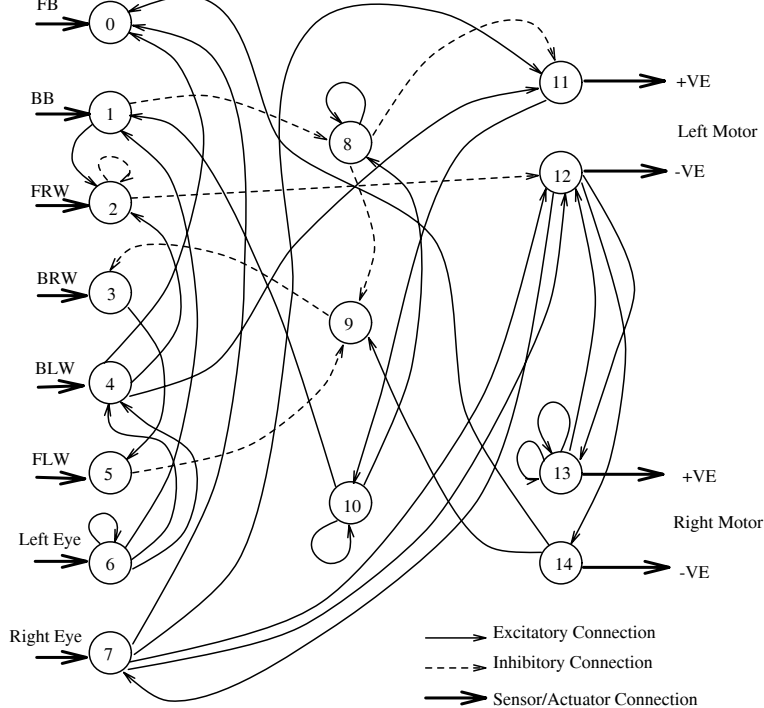 FB
0
BB
1
FRW
2
BRW
3
BLW
4
FLW
5
Left Eye
6
Right Eye
7
8
9
10
11
+VE
Left Motor
12
-VE
13
+VE
Right Motor
14
-VE
Excitatory Connection
Inhibitory Connection
Sensor/Actuator Connection